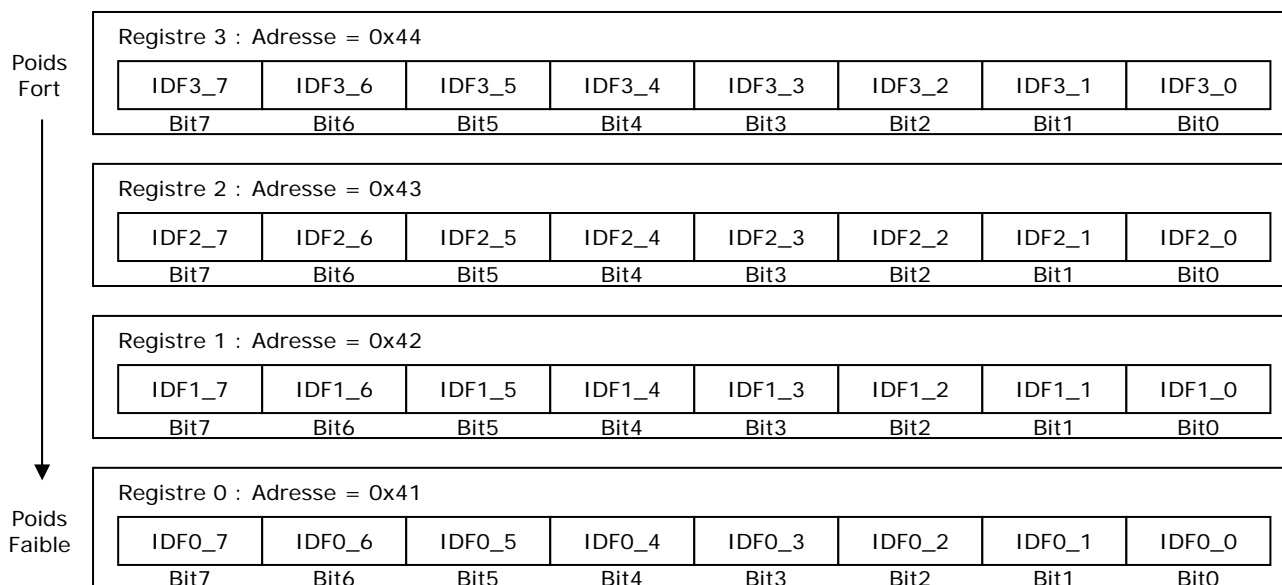 Registre 3 : Adresse = 0x44
Poids
Fort
IDF3_7 IDF3_6 IDF3_5 IDF3_4 IDF3_3 IDF3_2 IDF3_1 IDF3_0
Bit7 Bit6 Bit5 Bit4 Bit3 Bit2 Bit1 Bit0
Registre 2 : Adresse = 0x43
IDF2_7 IDF2_6 IDF2_5 IDF2_4 IDF2_3 IDF2_2 IDF2_1 IDF2_0
Bit7 Bit6 Bit5 Bit4 Bit3 Bit2 Bit1 Bit0
Registre 1 : Adresse = 0x42
IDF1_7 IDF1_6 IDF1_5 IDF1_4 IDF1_3 IDF1_2 IDF1_1 IDF1_0
Bit7 Bit6 Bit5 Bit4 Bit3 Bit2 Bit1 Bit0
Registre 0 : Adresse = 0x41
Poids
Faible
IDF0_7 IDF0_6 IDF0_5 IDF0_4 IDF0_3 IDF0_2 IDF0_1 IDF0_0
Bit7 Bit6 Bit5 Bit4 Bit3 Bit2 Bit1 Bit0